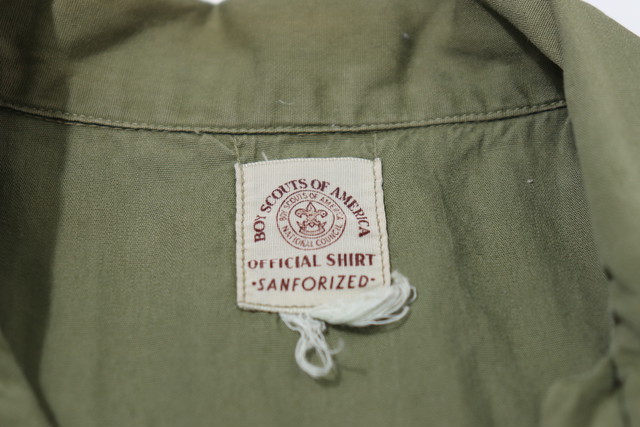 BOY SCOUTS OF AMERICA
BOY SCOUTS OF AMERICA
NATIONAL COUNCIL
OFFICIAL SHIRT
-SANFORIZED-